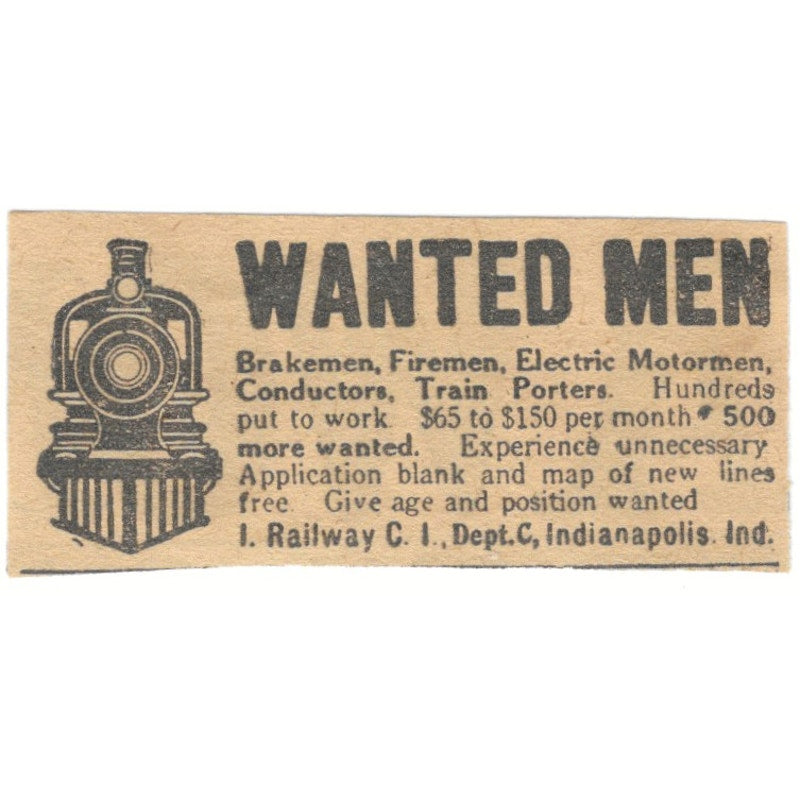 WANTED MEN
Brakemen, Firemen, Electric Motormen,
Conductors, Train Porters. Hundreds
put to work. $65 to $150 per month 500
more wanted. Experience unnecessary
Application blank and map of new lines
free. Give age and position wanted
I. Railway C. I., Dept.C, Indianapolis. Ind.